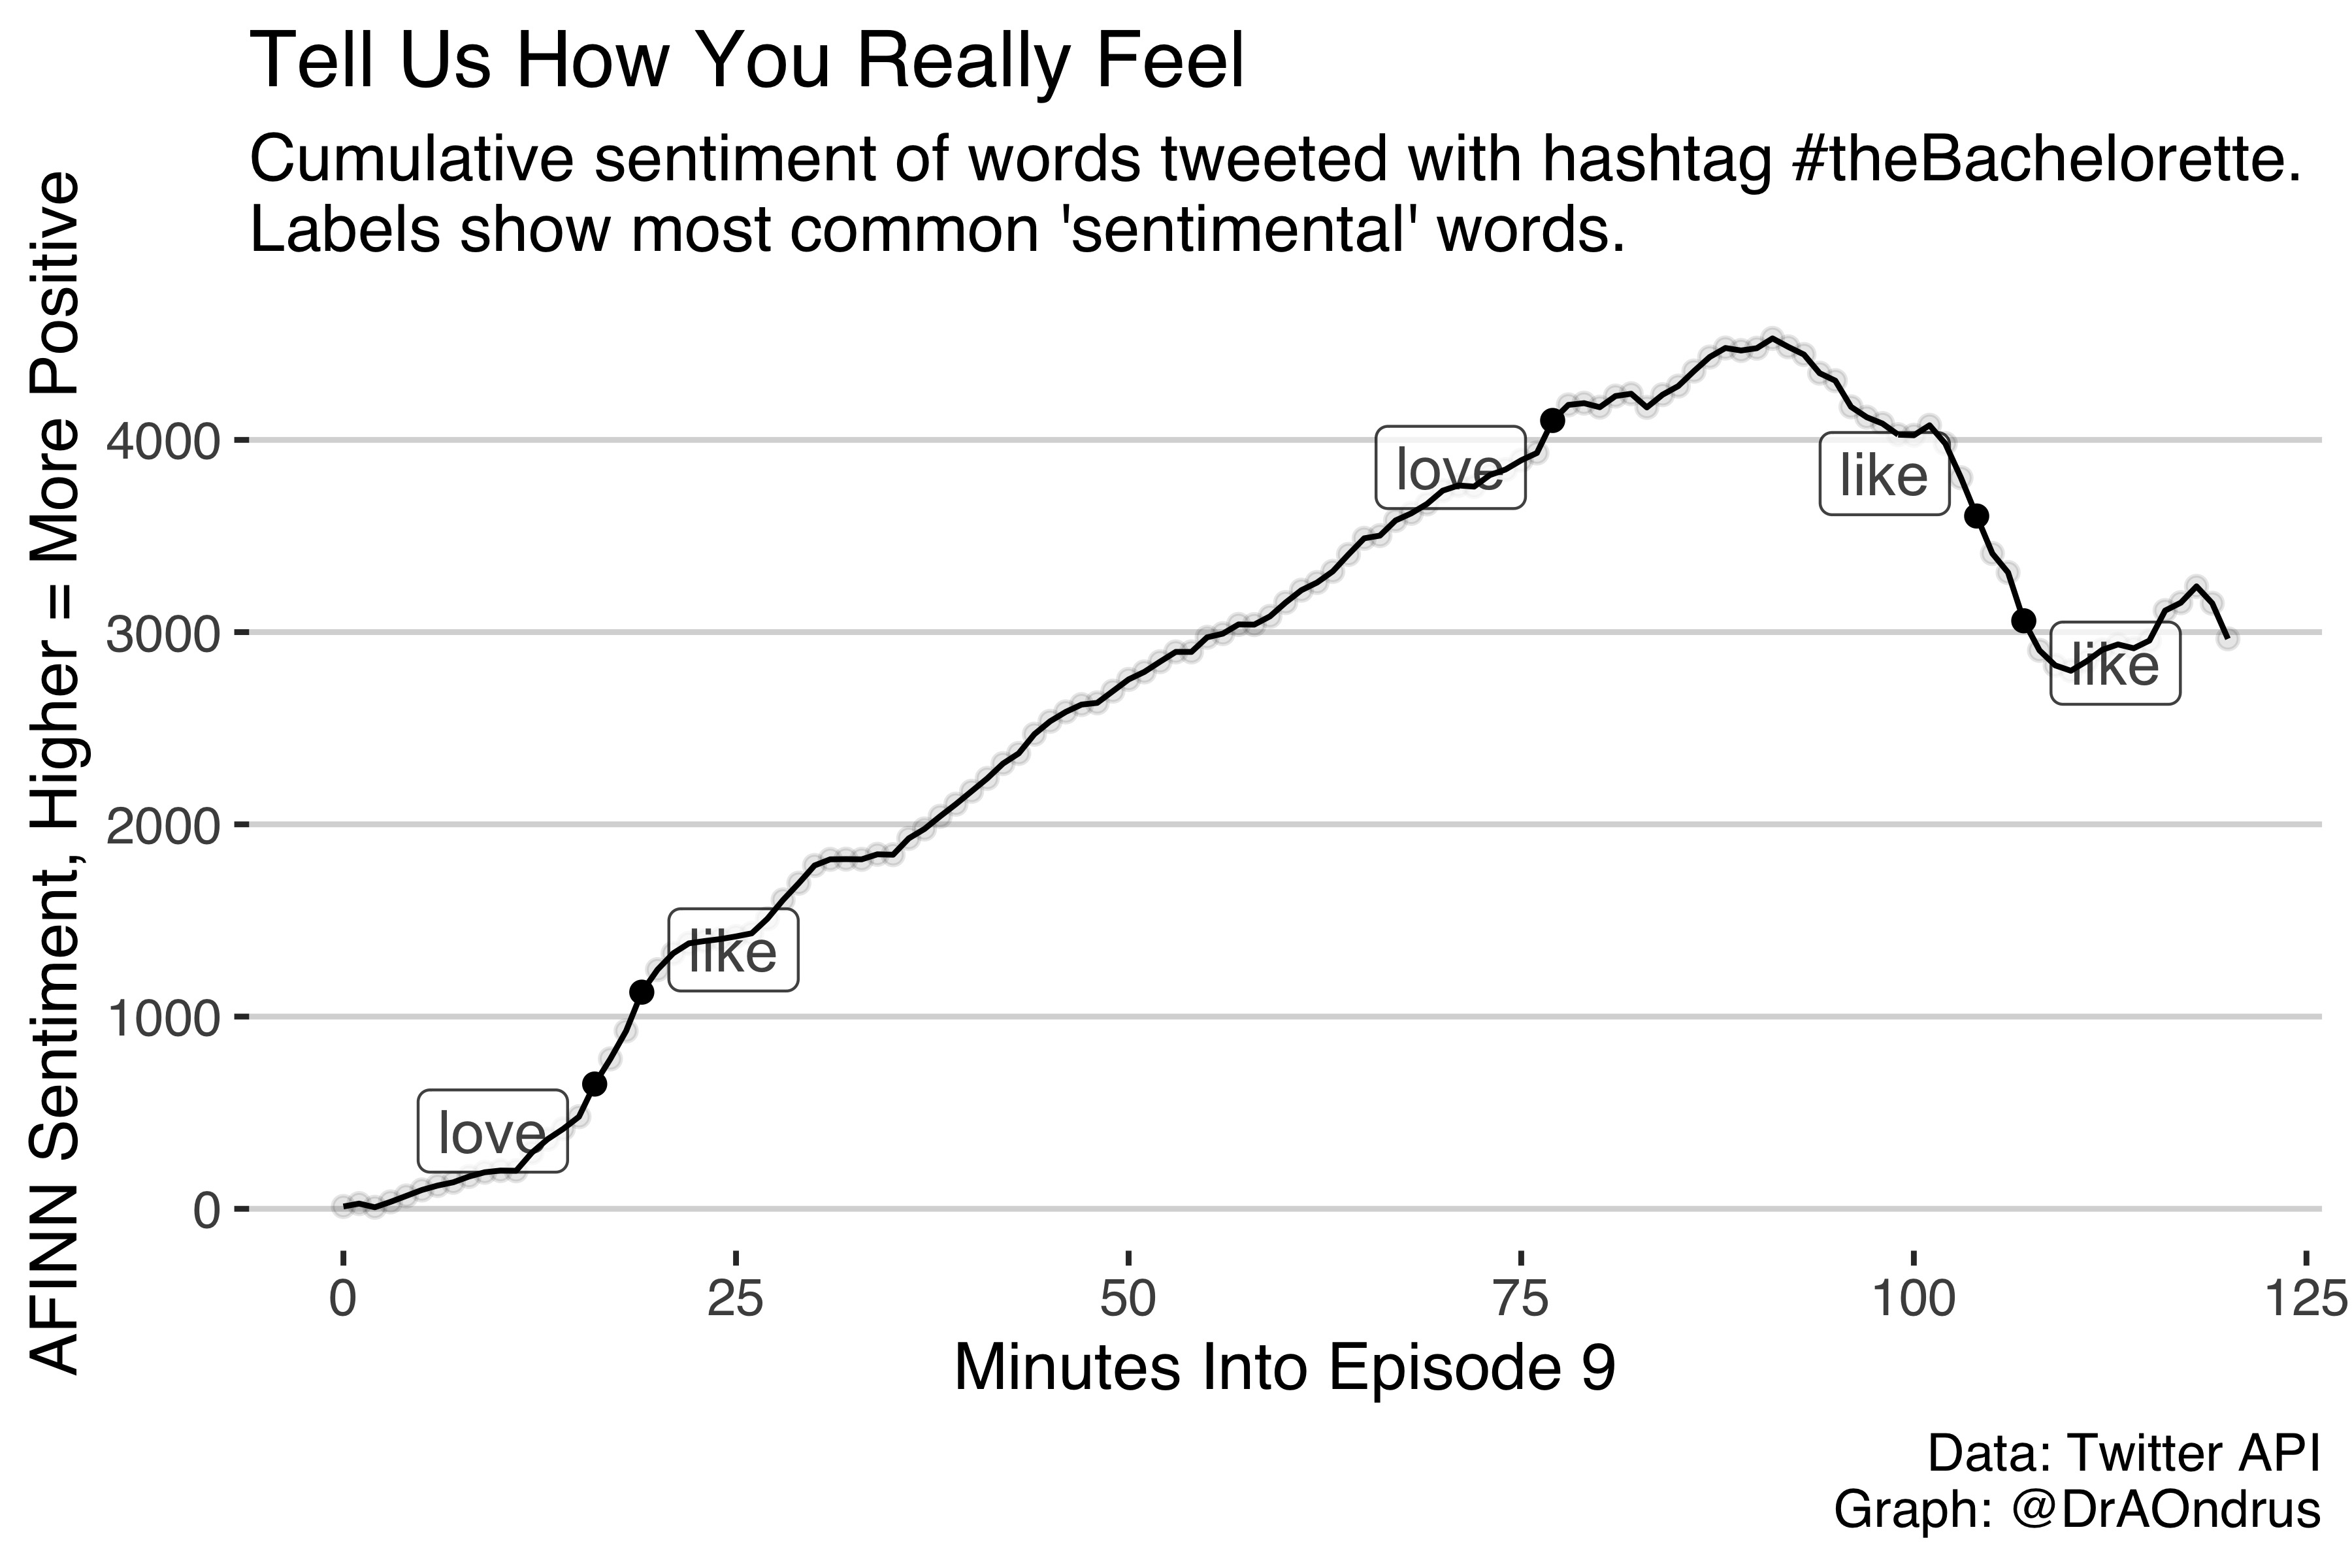 Tell Us How You Really Feel
Cumulative sentiment of words tweeted with hashtag #theBachelorette.
Labels show most common 'sentimental' words.
AFINN Sentiment, Higher = More Positive
4000
3000
2000
1000
0
love
like
love
like
like
0
25
50
75
100
125
Minutes Into Episode 9
Data: Twitter API
Graph: @DrAOndrus